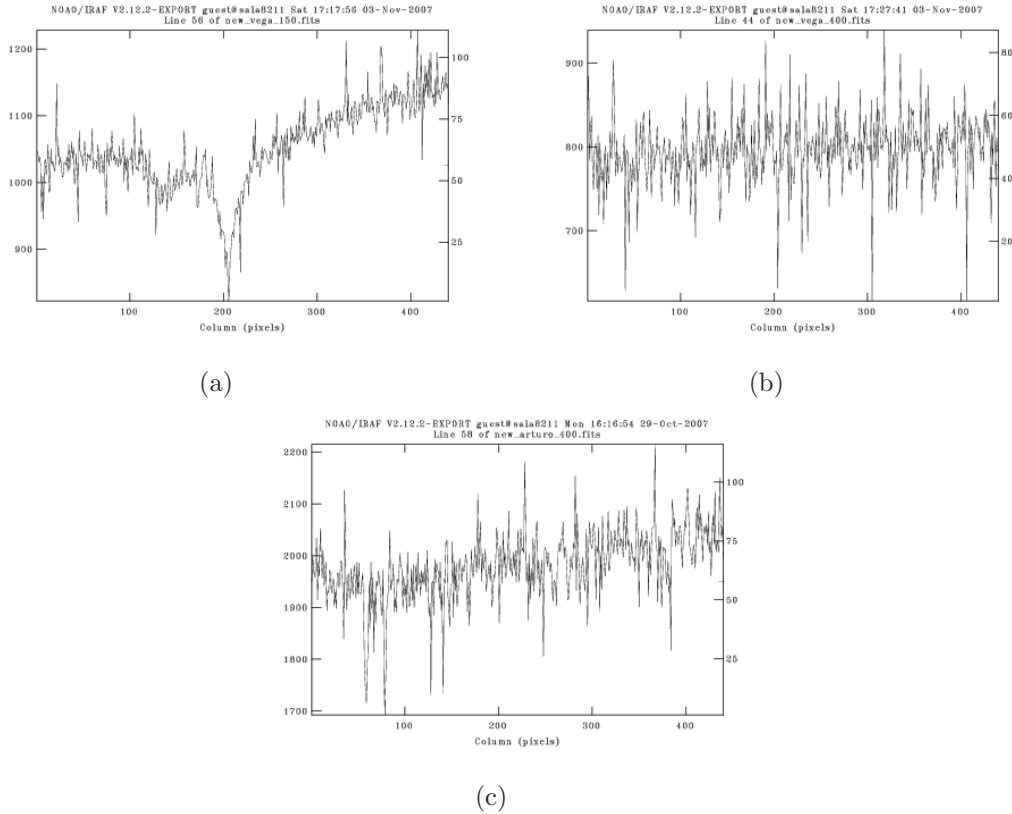 NOAO/IRAF V2.12.2-EXPORT guest@sala8211 Sat 17:17:56 03-Nov-2007
Line 56 of new_vega_150.fits
1200
1100
1000
900
100
75
50
25
100 200 300 400
Column (pixels)
(a)
NOAO/IRAF V2.12.2-EXPORT guest@sala8211 Sat 17:27:41 03-Nov-2007
Line 44 of new_vega_400.fits
900
800
700
80
60
40
20
100 200 300 400
Column (pixels)
(b)
NOAO/IRAF V2.12.2-EXPORT guest@sala8211 Mon 16:16:54 29-Oct-2007
Line 58 of new_arturo_400.fits
2200
2100
2000
1900
1800
1700
100
75
50
25
100 200 300 400
Column (pixels)
(c)